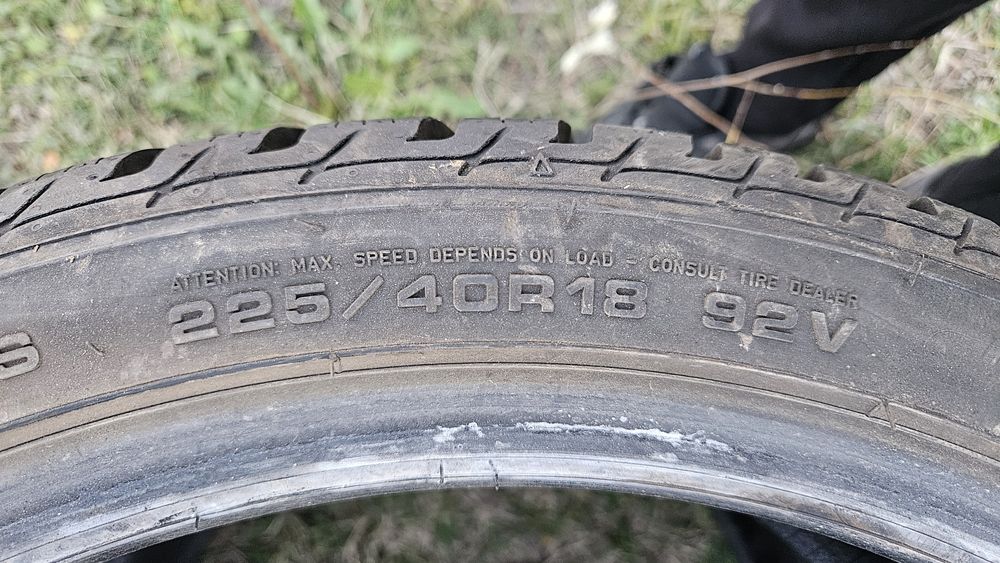 ATTENTION: MAX. SPEED DEPENDS ON LOAD - CONSULT TIRE DEALER
225/40R18 92V
S